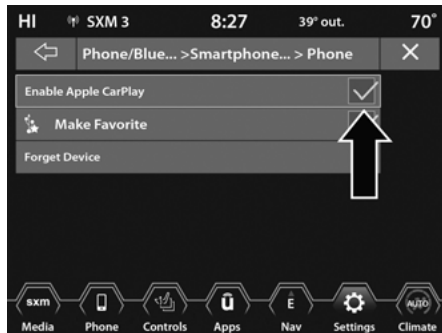 HI SXM 3 8:27 39° out. 70°
Phone/Blue... >Smartphone... > Phone
Enable Apple CarPlay
Make Favorite
Forget Device
sxm û E AUTO
Media Phone Controls Apps Nav Settings Climate